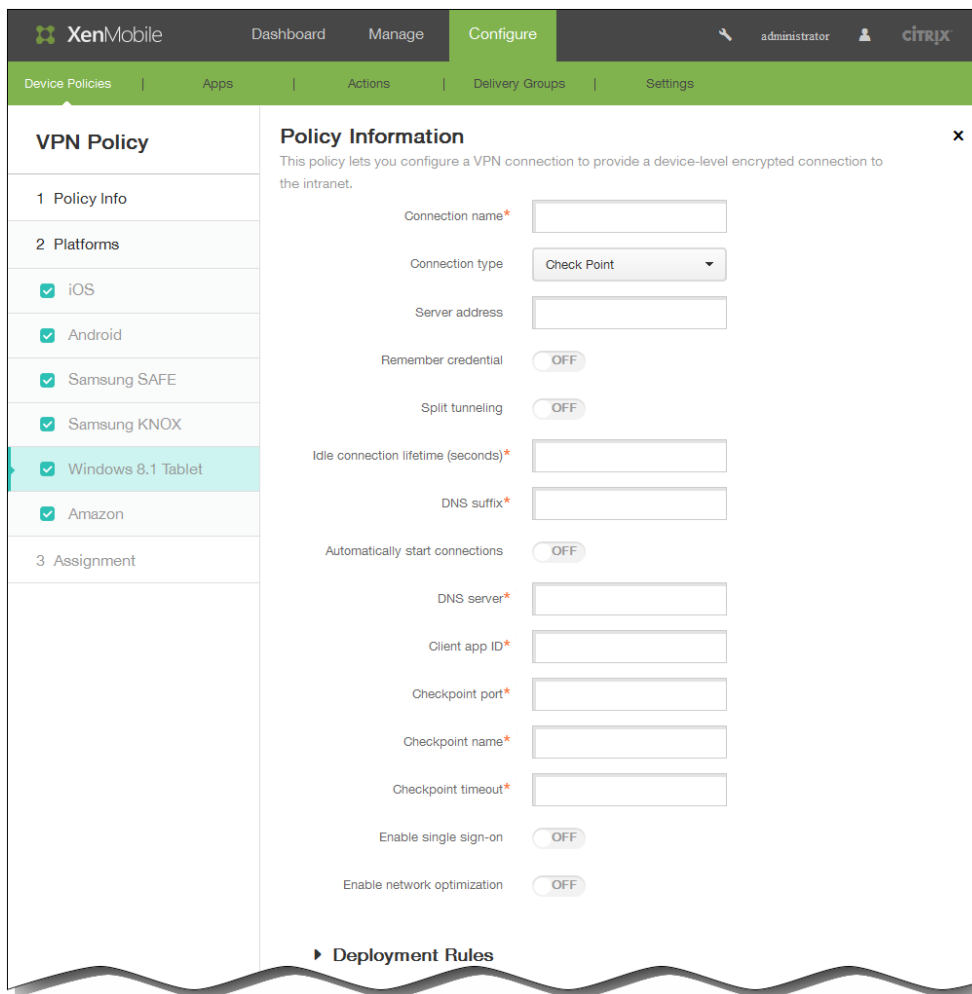 XenMobile Dashboard Manage Configure administrator CITRIX
Device Policies | Apps | Actions | Delivery Groups | Settings
VPN Policy
1 Policy Info
2 Platforms
iOS
Android
Samsung SAFE
Samsung KNOX
Windows 8.1 Tablet
Amazon
3 Assignment
Policy Information
×
This policy lets you configure a VPN connection to provide a device-level encrypted connection to
the intranet.
Connection name*
Connection type Check Point
Server address
Remember credential OFF
Split tunneling OFF
Idle connection lifetime (seconds)*
DNS suffix*
Automatically start connections OFF
DNS server*
Client app ID*
Checkpoint port*
Checkpoint name*
Checkpoint timeout*
Enable single sign-on OFF
Enable network optimization OFF
Deployment Rules